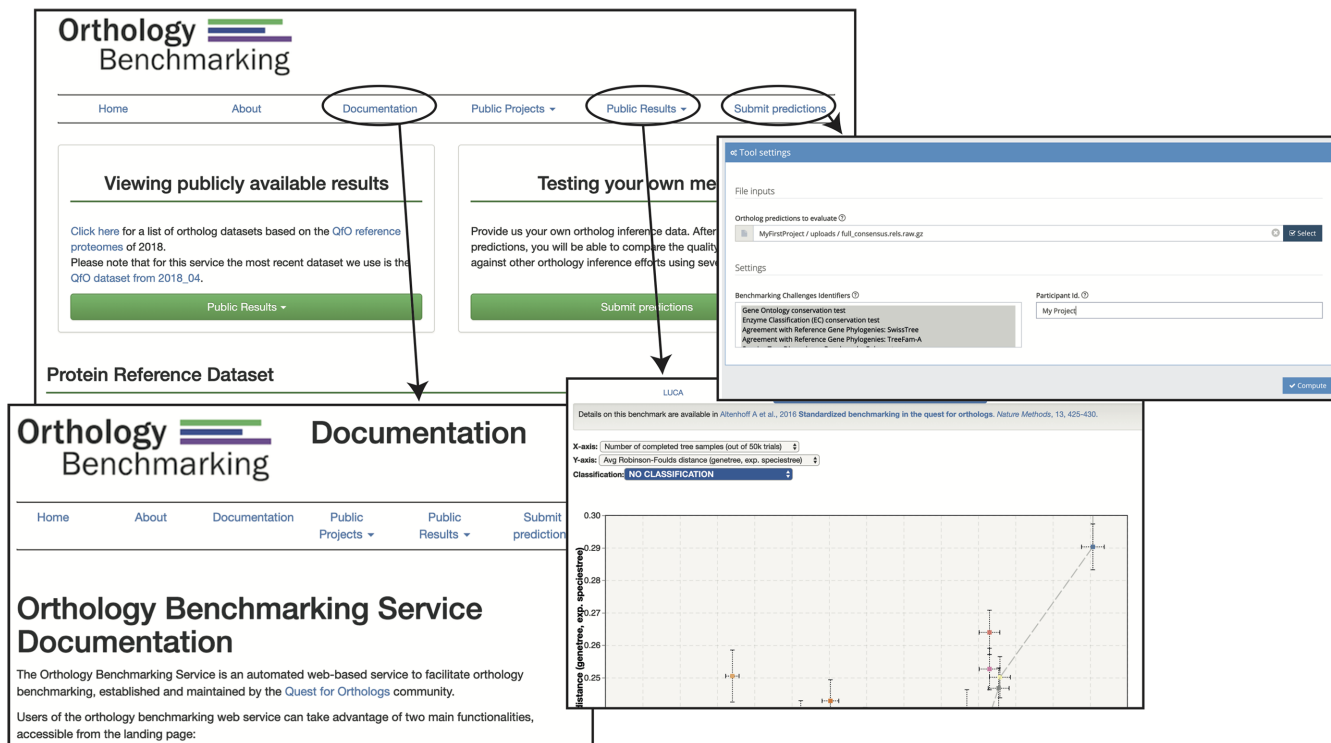 Orthology
Benchmarking
Home
About
Documentation
Public Projects
Public Results
Submit predictions
Viewing publicly available results
Click here for a list of ortholog datasets based on the QfO reference
proteomes of 2018.
Please note that for this service the most recent dataset we use is the
QfO dataset from 2018_04.
Public Results
Testing your own me
Provide us your own ortholog inference data. After
predictions, you will be able to compare the quality
against other orthology inference efforts using seve
Submit predictions
Protein Reference Dataset
Tool settings
File inputs
Ortholog predictions to evaluate
MyFirstProject / uploads / full_consensus.rels.raw.gz
Select
Settings
Benchmarking Challenges Identifiers
Gene Ontology conservation test
Enzyme Classification (EC) conservation test
Agreement with Reference Gene Phylogenies: SwissTree
Agreement with Reference Gene Phylogenies: TreeFam-A
Participant Id.
My Project
Compute
Orthology
Benchmarking
Documentation
Home
About
Documentation
Public
Projects
Public
Results
Submit
prediction
Orthology Benchmarking Service
Documentation
The Orthology Benchmarking Service is an automated web-based service to facilitate orthology
benchmarking, established and maintained by the Quest for Orthologs community.
Users of the orthology benchmarking web service can take advantage of two main functionalities,
accessible from the landing page:
LUCA
Details on this benchmark are available in Altenhoff A et al., 2016 Standardized benchmarking in the quest for orthologs. Nature Methods, 13, 425-430.
X-axis: Number of completed tree samples (out of 50k trials)
Y-axis: Avg Robinson-Foulds distance (genetree, exp. speciestree)
Classification: NO CLASSIFICATION
0.30
0.29
0.28
0.27
0.26
0.25
distance (genetree, exp. speciestree)